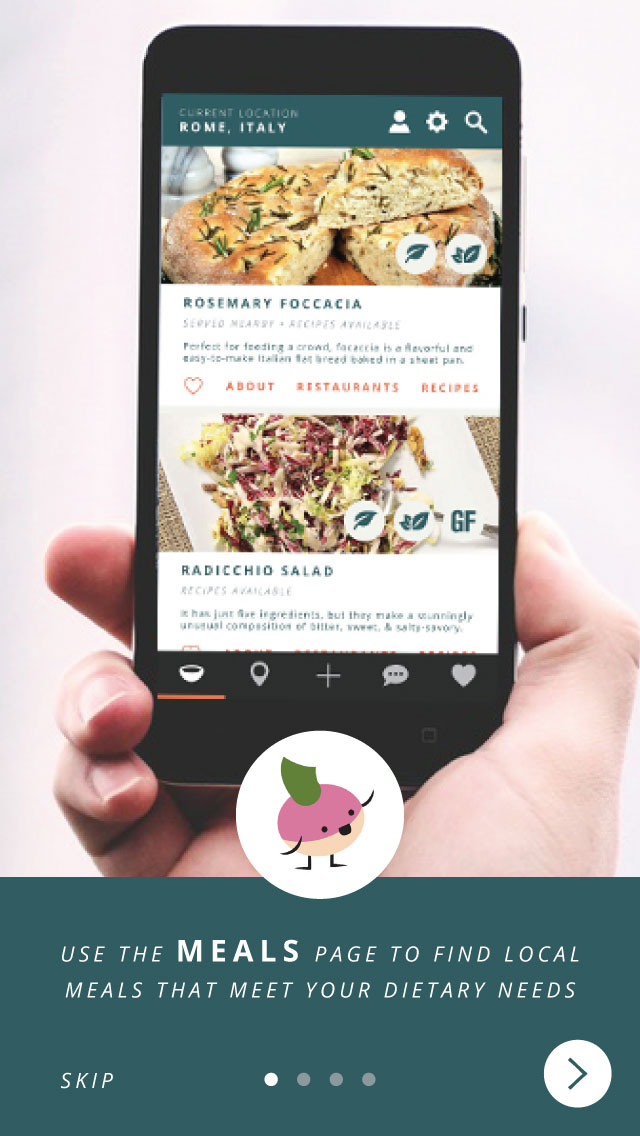 CURRENT LOCATION
ROME, ITALY
ROSEMARY FOCCACIA
SERVED NEARBY • RECIPES AVAILABLE
Perfect for feeding a crowd, focaccia is a flavorful and
easy-to-make Italian flat bread baked in a sheet pan.
ABOUT RESTAURANTS RECIPES
GF
RADICCHIO SALAD
RECIPES AVAILABLE
It has just five ingredients, but they make a stunningly
unusual composition of bitter, sweet, & salty-savory.
USE THE MEALS PAGE TO FIND LOCAL
MEALS THAT MEET YOUR DIETARY NEEDS
SKIP